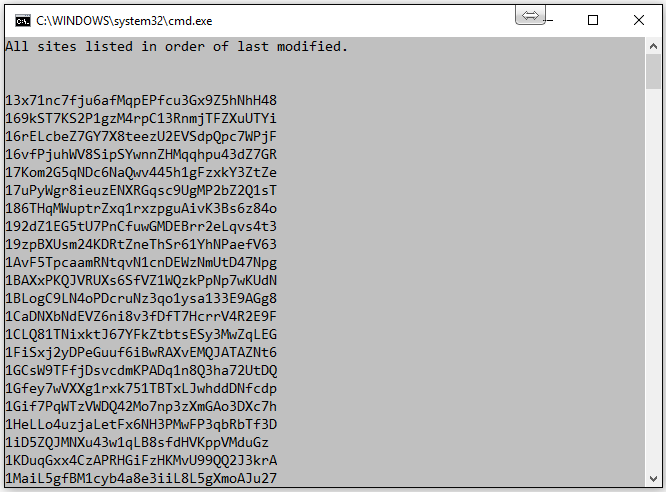 C:\WINDOWS\system32\cmd.exe
All sites listed in order of last modified.
13x71nc7fju6afMqpEPfcu3Gx9Z5hNhH48
169kST7KS2P1gzM4rpC13RnmjTFZXuUTYi
16rELcbeZ7GY7X8teezU2EVSdpQpc7WPjF
16vfPjuhWV8SipSYwnnZHMqqhpu43dZ7GR
17Kom2G5qNDc6NaQwv445h1gFzxkY3ZtZe
17uPyWgr8ieuzENXRGqsc9UgMP2bZ2Q1sT
186THqMWuptrZxq1rxzpguAivK3Bs6z84o
192dZ1EG5tU7PnCfuwGMDEBrr2eLqvs4t3
19zpBXUsm24KDRtZneThSr61YhNPaefV63
1AvF5TpcaamRNtqvN1cnDEWzNmUtD47Npg
1BAXxPKQJVRUXs6SfVZ1WQzkPpNp7wKUdN
1BLogC9LN4oPDcruNz3qo1ysa133E9AGg8
1CaDNXbNdEVZ6ni8v3fDfT7HcrrV4R2E9F
1CLQ81TNixktJ67YFkZtbtsESy3MwZqLEG
1FiSxj2yDPeGuuf6iBwRAXvEMQJATAZNt6
1GCsW9TFfjDsvcdmKPADq1n8Q3ha72UtDQ
1Gfey7wVXXg1rxk751TBTxLJwhddDNfcdp
1Gif7PqWTzVWDQ42Mo7np3zXmGAo3DXc7h
1HeLLo4uzjaLetFx6NH3PMwFP3qbRbTf3D
1iD5ZQJMNXu43w1qLB8sfdHVKppVMduGz
1KDuqGxx4CzAPRHGiFzHKMvU99QQ2J3krA
1MaiL5gfBM1cyb4a8e3iiL8L5gXmoAJu27